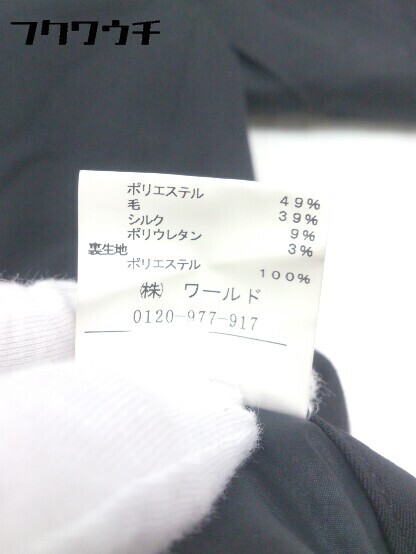 フクワウチ
ポリエステル 49%
毛 39%
シルク 9%
ポリウレタン 3%
裏生地
ポリエステル 100%
㈱ ワールド
0120-977-917